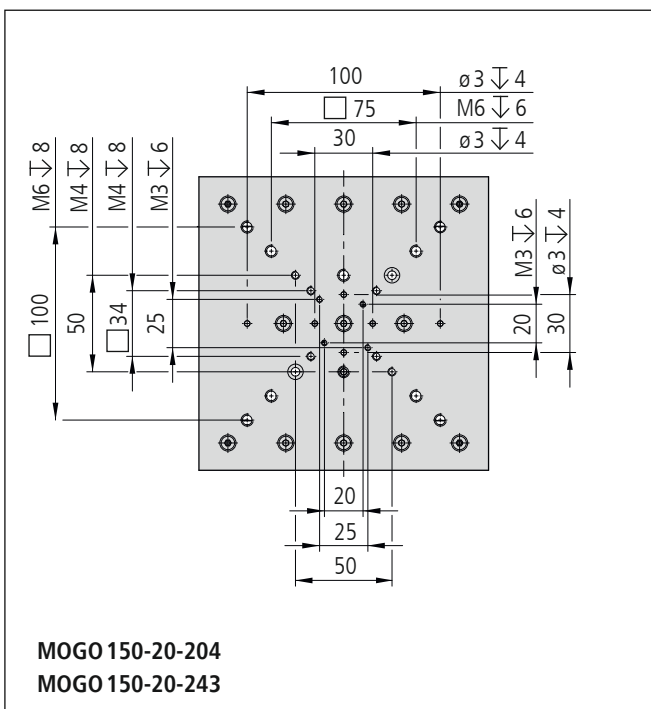 100
ø3 ↧ 4
□ 75
M6 ↧ 6
30
ø3 ↧ 4
M6 ↧ 8
M4 ↧ 8
M4 ↧ 8
M3 ↧ 6
□ 100
50
□ 34
25
M3 ↧ 6
ø3 ↧ 4
20
30
20
25
50
MOGO 150-20-204
MOGO 150-20-243